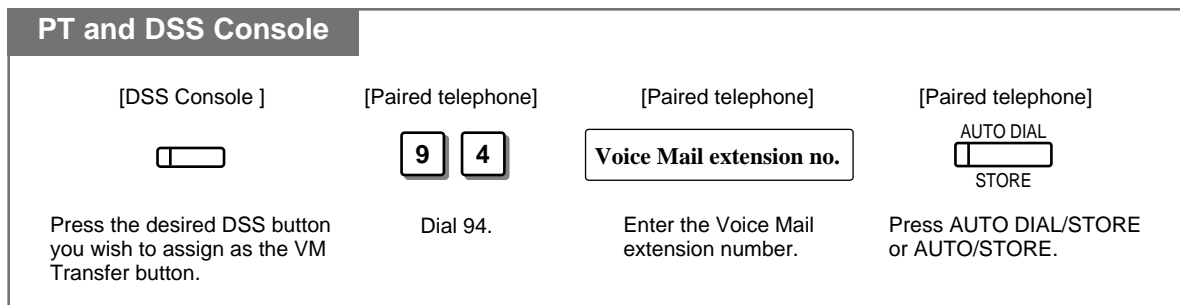 PT and DSS Console
[DSS Console ]
[Paired telephone]
[Paired telephone]
[Paired telephone]
9 4
Voice Mail extension no.
AUTO DIAL
STORE
Press the desired DSS button
you wish to assign as the VM
Transfer button.
Dial 94.
Enter the Voice Mail
extension number.
Press AUTO DIAL/STORE
or AUTO/STORE.